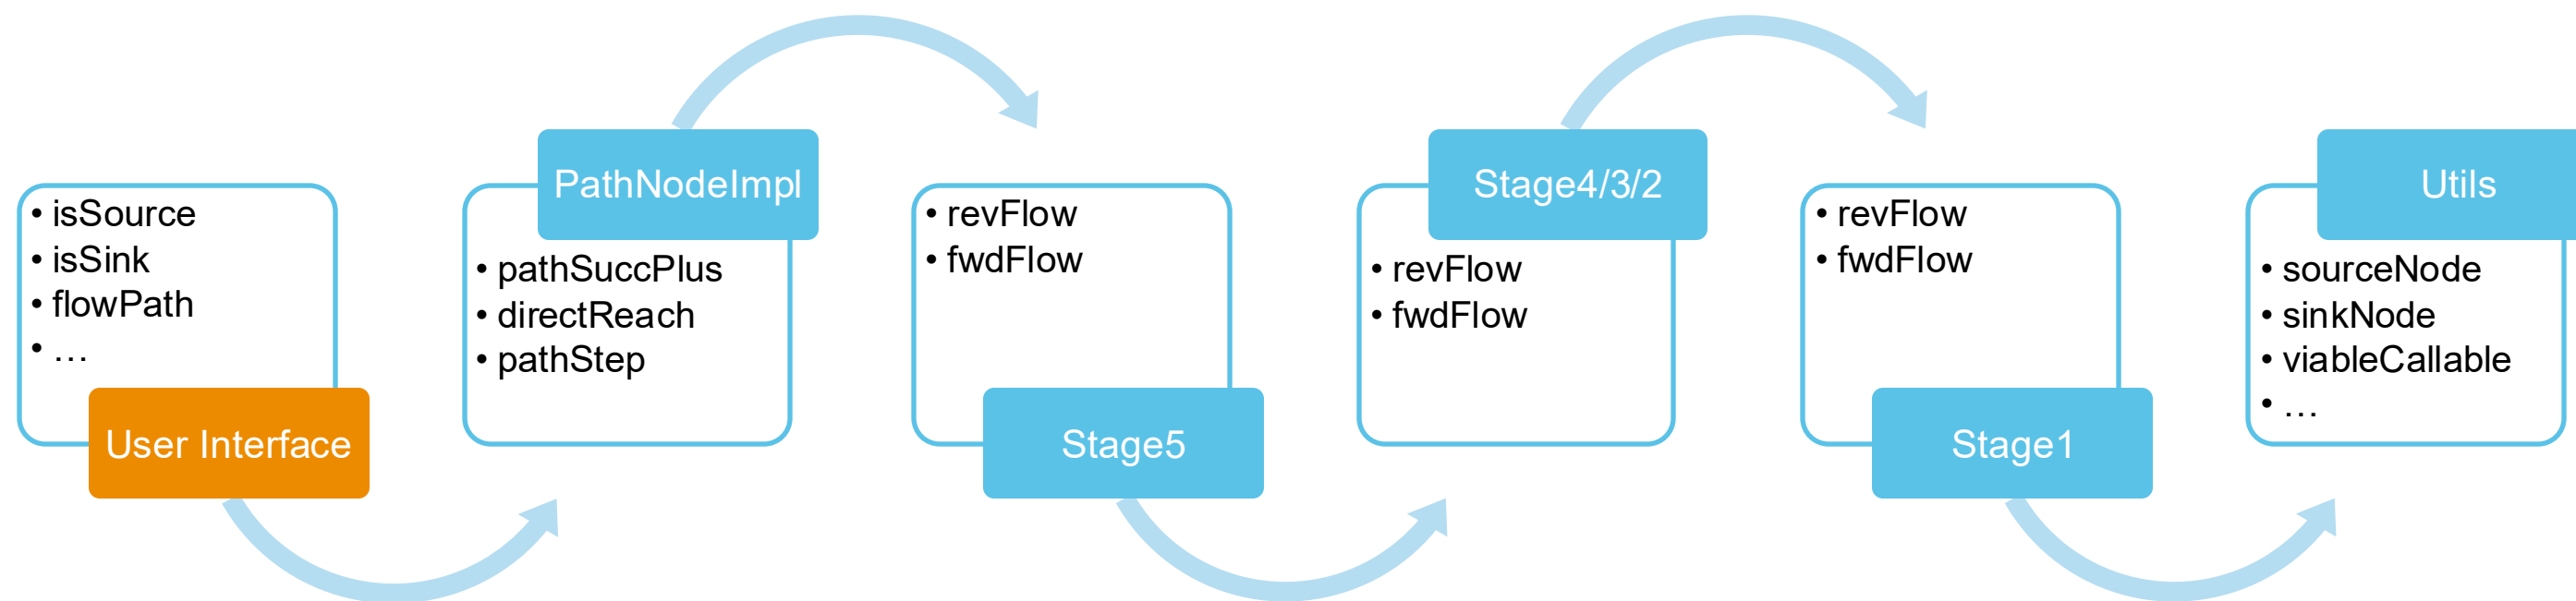 • isSource
• isSink
• flowPath
• …
User Interface
PathNodeImpl
• pathSuccPlus
• directReach
• pathStep
• revFlow
• fwdFlow
Stage5
Stage4/3/2
• revFlow
• fwdFlow
• revFlow
• fwdFlow
Stage1
Utils
• sourceNode
• sinkNode
• viableCallable
• …